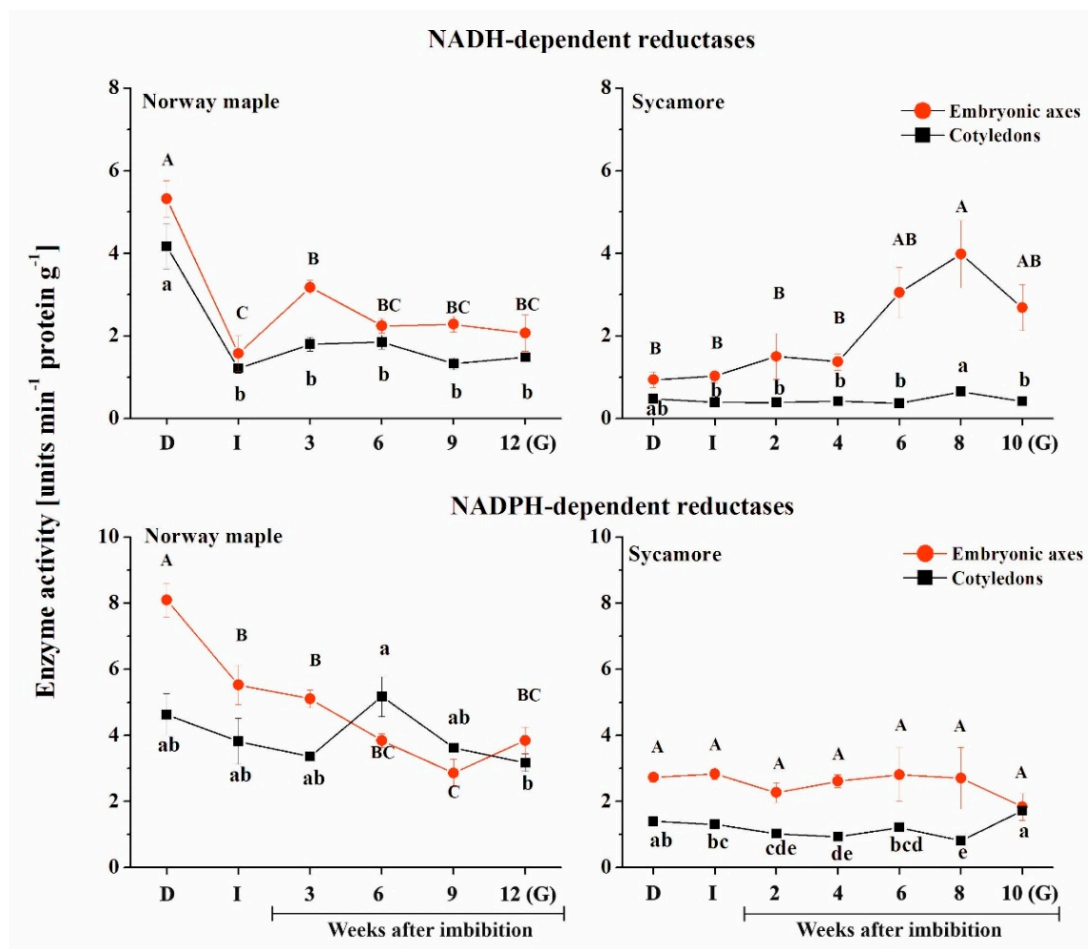 NADH-dependent reductases
Norway maple
Sycamore
Embryonic axes
Cotyledons
Enzyme activity [units min⁻¹ protein g⁻¹]
8
6
4
2
0
A
a
C
b
B
b
BC
b
BC
b
BC
b
D I 3 6 9 12 (G)
8
6
4
2
0
B
ab
B
b
B
b
B
b
AB
b
A
a
AB
b
D I 2 4 6 8 10 (G)
NADPH-dependent reductases
Norway maple
10
8
6
4
2
0
A
ab
B
ab
B
ab
a
BC
ab
C
BC
b
D I 3 6 9 12 (G)
Weeks after imbibition
Sycamore
Embryonic axes
Cotyledons
10
8
6
4
2
0
A A A A A A A
ab bc cde de bcd e a
D I 2 4 6 8 10 (G)
Weeks after imbibition